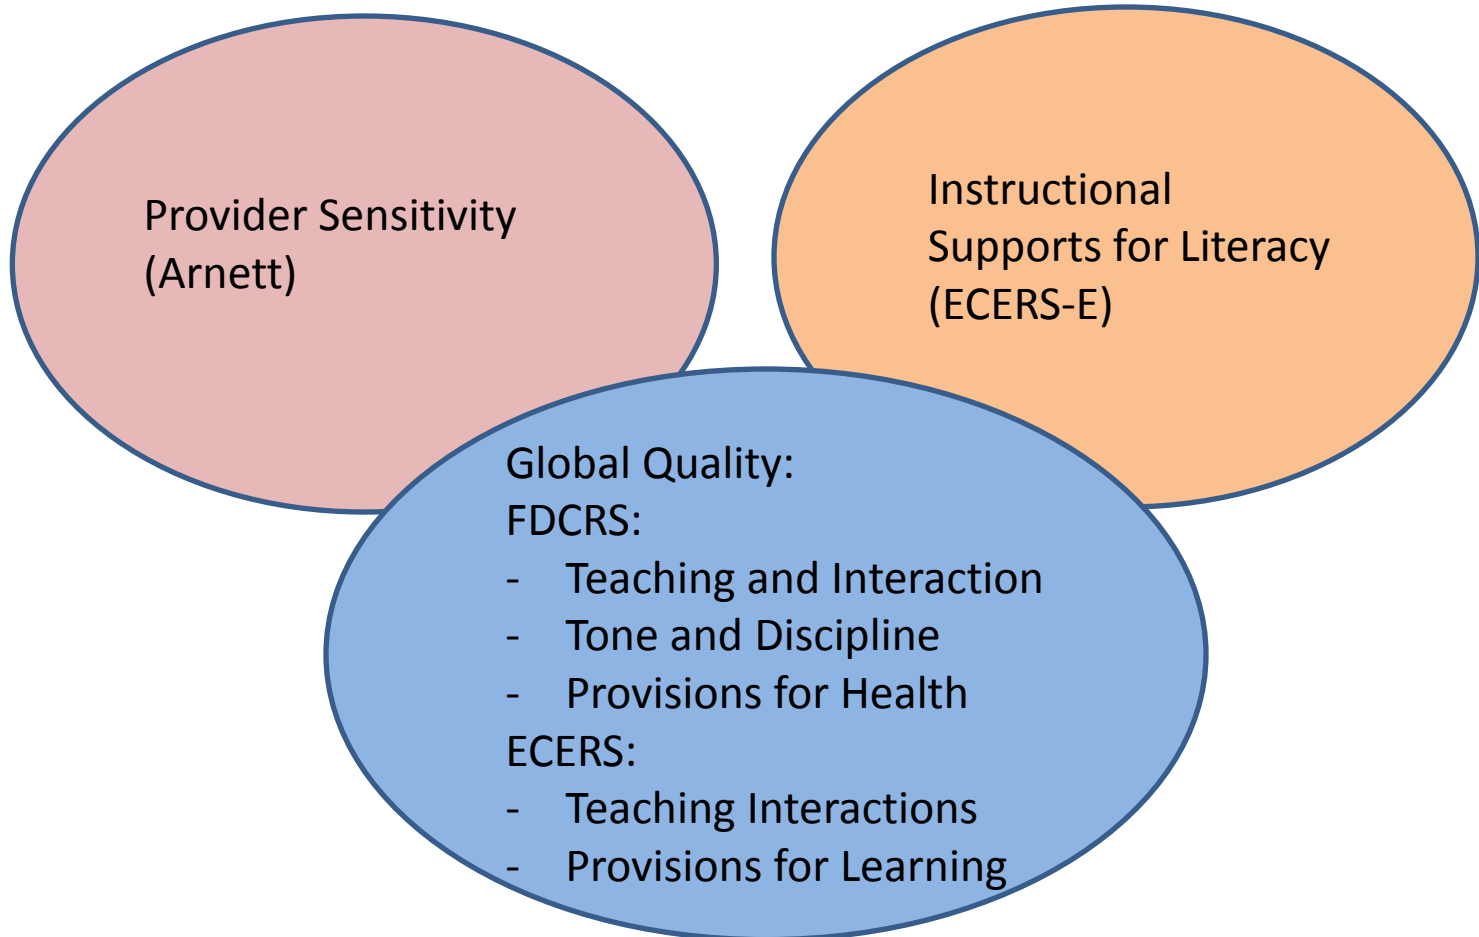 Provider Sensitivity
(Arnett)
Instructional
Supports for Literacy
(ECERS-E)
Global Quality:
FDCRS:
- Teaching and Interaction
- Tone and Discipline
- Provisions for Health
ECERS:
- Teaching Interactions
- Provisions for Learning